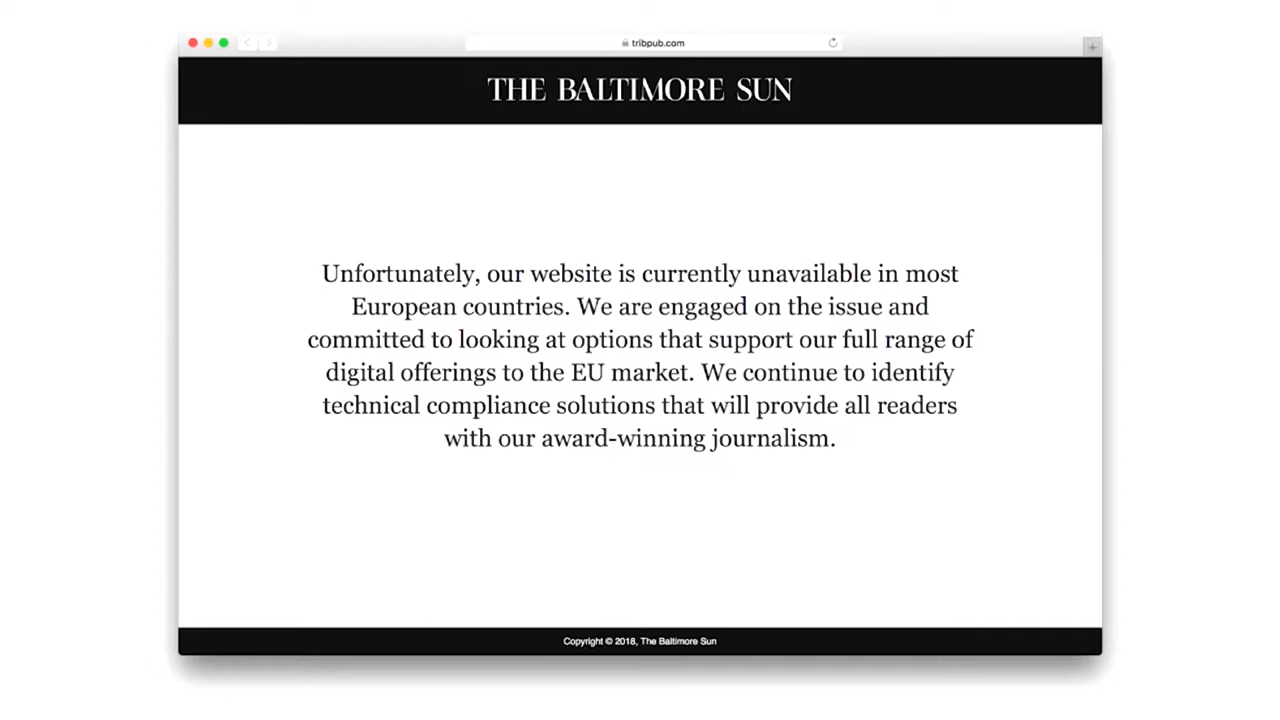 tribpub.com
THE BALTIMORE SUN
Unfortunately, our website is currently unavailable in most
European countries. We are engaged on the issue and
committed to looking at options that support our full range of
digital offerings to the EU market. We continue to identify
technical compliance solutions that will provide all readers
with our award-winning journalism.
Copyright © 2018, The Baltimore Sun